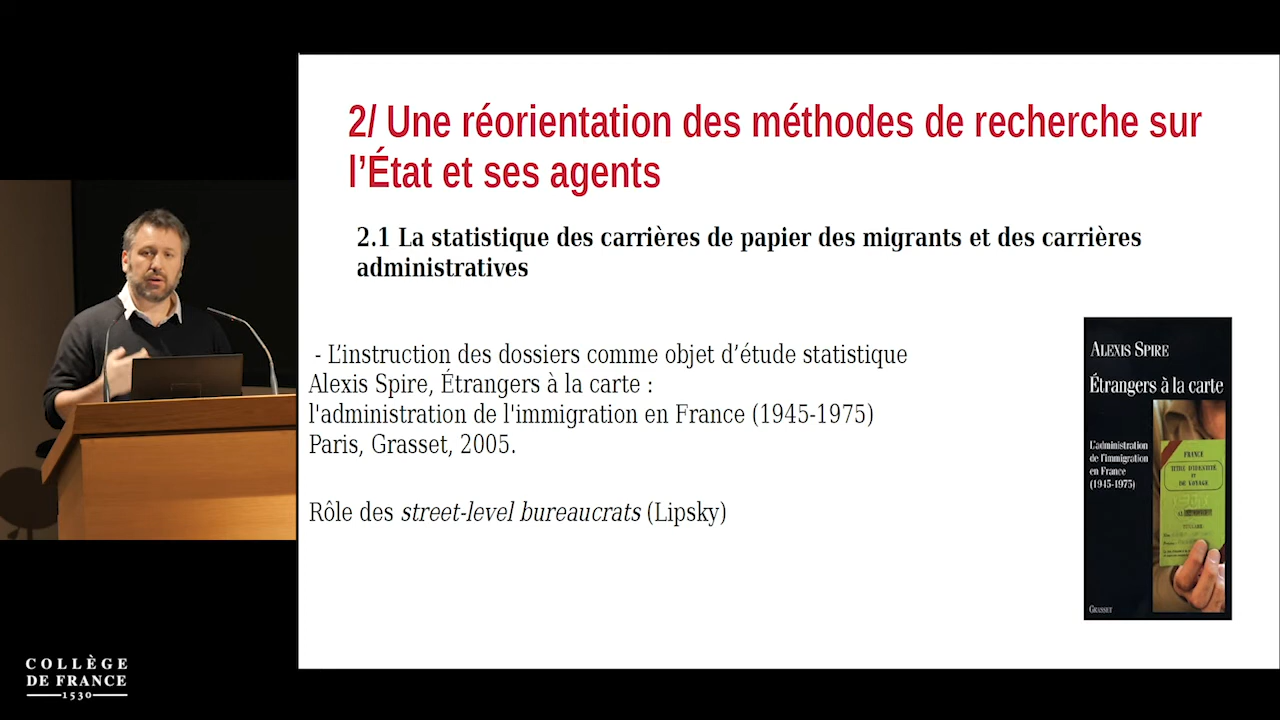 2/ Une réorientation des méthodes de recherche sur
l’État et ses agents
2.1 La statistique des carrières de papier des migrants et des carrières
administratives
- L’instruction des dossiers comme objet d’étude statistique
Alexis Spire, Étrangers à la carte :
l'administration de l'immigration en France (1945-1975)
Paris, Grasset, 2005.
Rôle des street-level bureaucrats (Lipsky)
ALEXIS SPIRE
Étrangers à la carte
L'administration
de l'immigration
en France
(1945-1975)
FRANCE
TITRE D'IDENTITÉ
ET
DE VOYAGE
GRASSET
COLLÈGE
DE FRANCE
1530